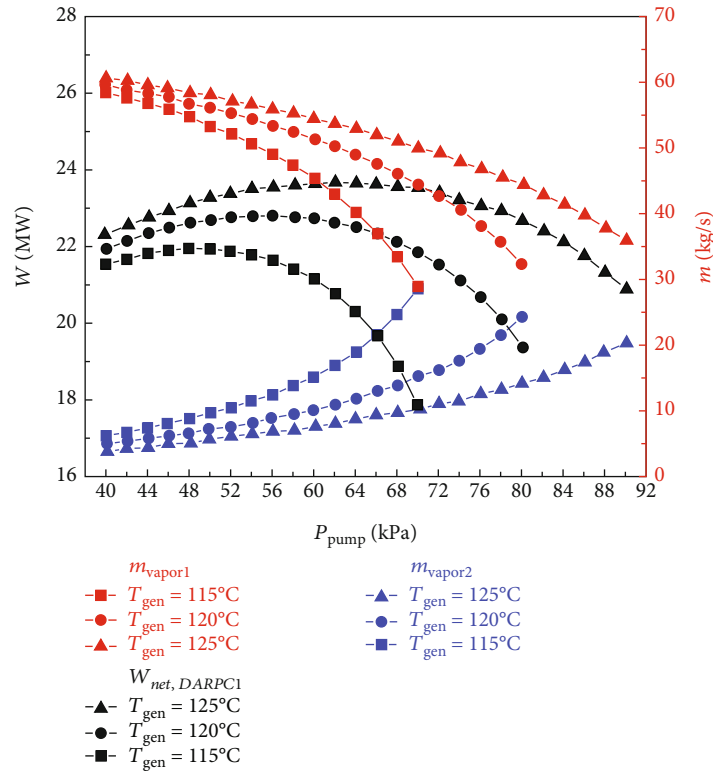 28
26
24
22
20
18
16
W (MW)
70
60
50
40
30
20
10
0
m (kg/s)
40 44 48 52 56 60 64 68 72 76 80 84 88 92
P_pump (kPa)
m_vapor1
T_gen = 115°C
T_gen = 120°C
T_gen = 125°C
m_vapor2
T_gen = 125°C
T_gen = 120°C
T_gen = 115°C
W_net, DARPC1
T_gen = 125°C
T_gen = 120°C
T_gen = 115°C